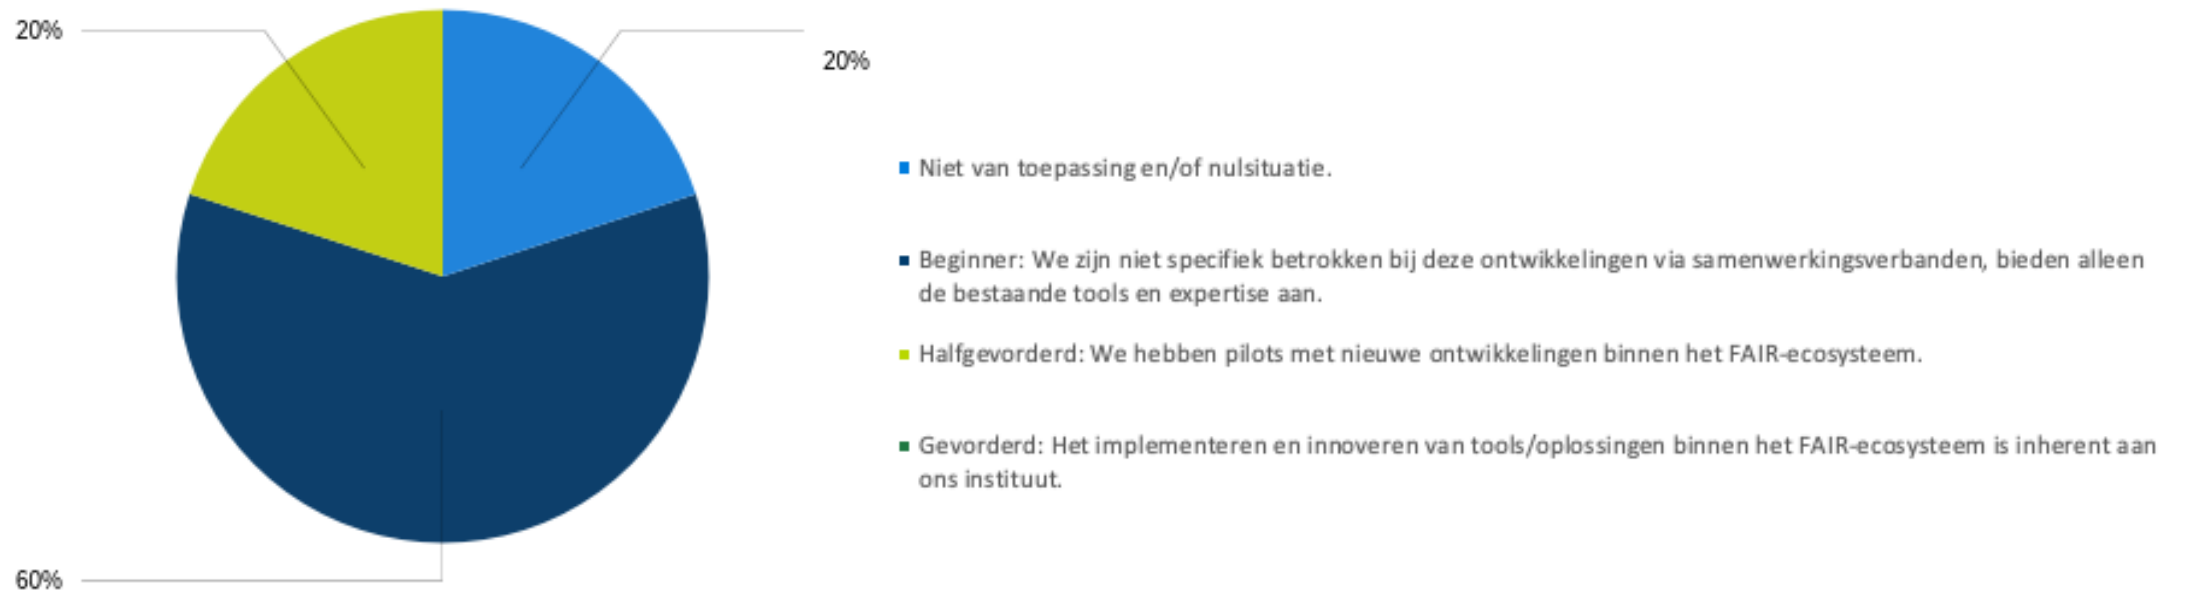 20%
20%
Niet van toepassing en/of nulsituatie.
Beginner: We zijn niet specifiek betrokken bij deze ontwikkelingen via samenwerkingsverbanden, bieden alleen
de bestaande tools en expertise aan.
Halfgevorderd: We hebben pilots met nieuwe ontwikkelingen binnen het FAIR-ecosysteem.
Gevorderd: Het implementeren en innoveren van tools/oplossingen binnen het FAIR-ecosysteem is inherent aan
ons instituut.
60%